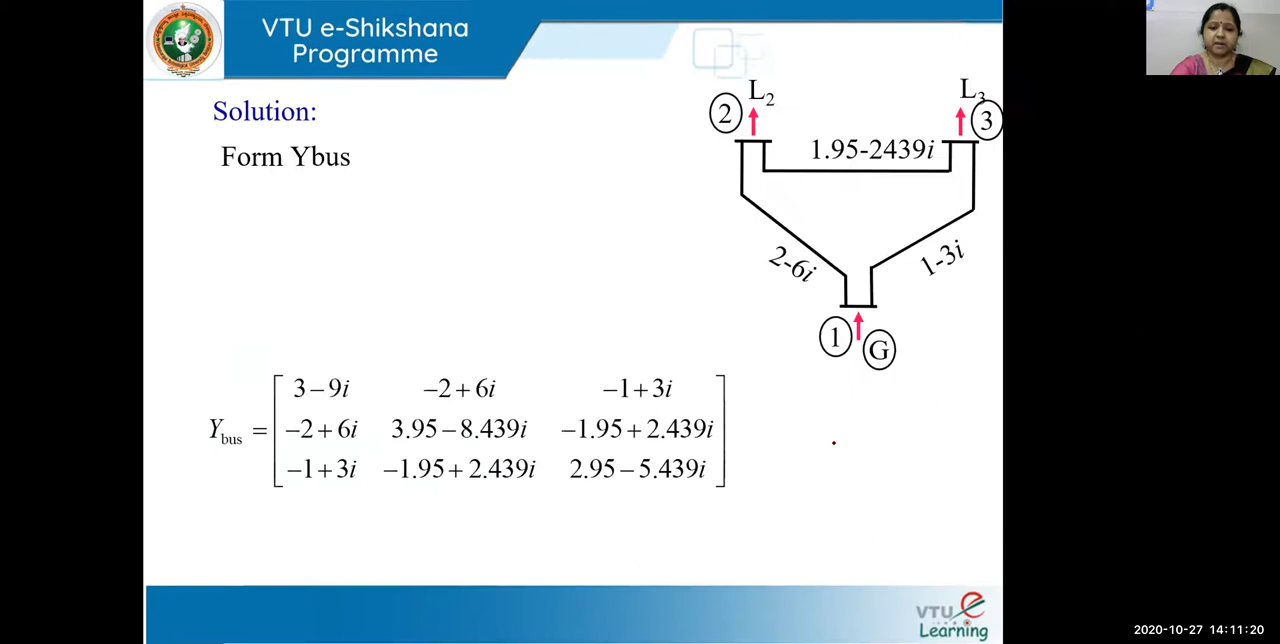 VTU e-Shikshana
Programme
Solution:
Form Ybus
L2
L3
2
3
1.95-2439i
2-6i
1-3i
1
G
Ybus = [ 3−9i −2+6i −1+3i
−2+6i 3.95−8.439i −1.95+2.439i
−1+3i −1.95+2.439i 2.95−5.439i ]
VTU e
Learning
2020-10-27 14:11:20